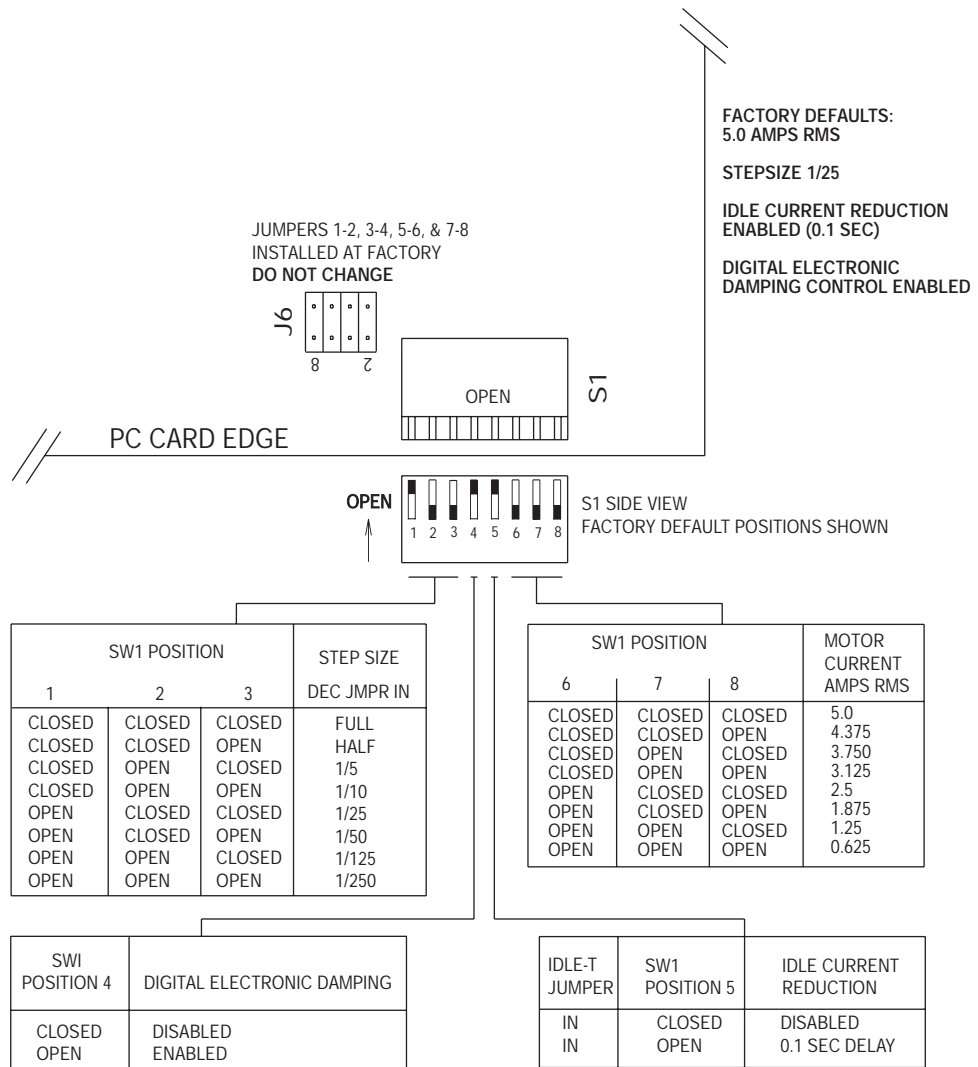 FACTORY DEFAULTS:
5.0 AMPS RMS
STEPSIZE 1/25
IDLE CURRENT REDUCTION
ENABLED (0.1 SEC)
DIGITAL ELECTRONIC
DAMPING CONTROL ENABLED
JUMPERS 1-2, 3-4, 5-6, & 7-8
INSTALLED AT FACTORY
DO NOT CHANGE
J6
8 2
OPEN
S1
PC CARD EDGE
OPEN
1 2 3 4 5 6 7 8
S1 SIDE VIEW
FACTORY DEFAULT POSITIONS SHOWN
SW1 POSITION STEP SIZE
1 2 3 DEC JMPR IN
CLOSED CLOSED CLOSED FULL
CLOSED CLOSED OPEN HALF
CLOSED OPEN CLOSED 1/5
CLOSED OPEN OPEN 1/10
OPEN CLOSED CLOSED 1/25
OPEN CLOSED OPEN 1/50
OPEN OPEN CLOSED 1/125
OPEN OPEN OPEN 1/250
SW1 POSITION MOTOR
CURRENT
6 7 8 AMPS RMS
CLOSED CLOSED CLOSED 5.0
CLOSED CLOSED OPEN 4.375
CLOSED OPEN CLOSED 3.750
CLOSED OPEN OPEN 3.125
OPEN CLOSED CLOSED 2.5
OPEN CLOSED OPEN 1.875
OPEN OPEN CLOSED 1.25
OPEN OPEN OPEN 0.625
SWI
POSITION 4 DIGITAL ELECTRONIC DAMPING
CLOSED DISABLED
OPEN ENABLED
IDLE-T SW1 IDLE CURRENT
JUMPER POSITION 5 REDUCTION
IN CLOSED DISABLED
IN OPEN 0.1 SEC DELAY